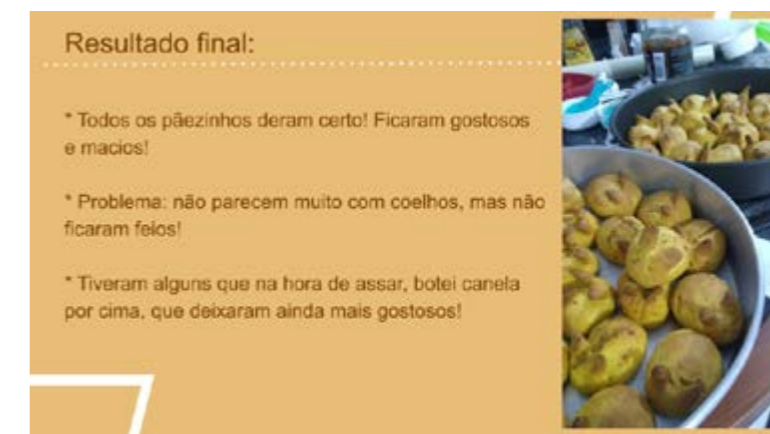 Resultado final:
* Todos os pãezinhos deram certo! Ficaram gostosos
e macios!
* Problema: não parecem muito com coelhos, mas não
ficaram feios!
* Tiveram alguns que na hora de assar, botei canela
por cima, que deixaram ainda mais gostosos!